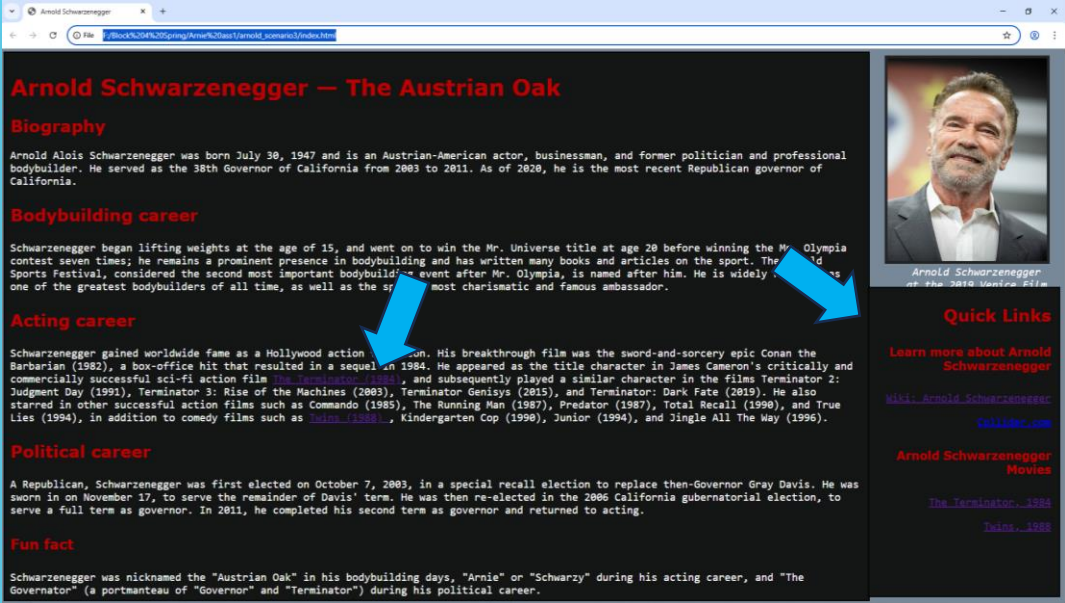 Arnold Schwarzenegger
File
F:/Block%204%20Spring/Arnie%20ass1/arnold_scenario3/index.html
Arnold Schwarzenegger — The Austrian Oak
Biography
Arnold Alois Schwarzenegger was born July 30, 1947 and is an Austrian-American actor, businessman, and former politician and professional
bodybuilder. He served as the 38th Governor of California from 2003 to 2011. As of 2020, he is the most recent Republican governor of
California.
Bodybuilding career
Schwarzenegger began lifting weights at the age of 15, and went on to win the Mr. Universe title at age 20 before winning the Mr. Olympia
contest seven times; he remains a prominent presence in bodybuilding and has written many books and articles on the sport. The
Sports Festival, considered the second most important bodybuilding event after Mr. Olympia, is named after him. He is widely as
one of the greatest bodybuilders of all time, as well as the most charismatic and famous ambassador.
Acting career
Schwarzenegger gained worldwide fame as a Hollywood action . His breakthrough film was the sword-and-sorcery epic Conan the
Barbarian (1982), a box-office hit that resulted in a sequel in 1984. He appeared as the title character in James Cameron's critically and
commercially successful sci-fi action film The Terminator (1984), and subsequently played a similar character in the films Terminator 2:
Judgment Day (1991), Terminator 3: Rise of the Machines (2003), Terminator Genisys (2015), and Terminator: Dark Fate (2019). He also
starred in other successful action films such as Commando (1985), The Running Man (1987), Predator (1987), Total Recall (1990), and True
Lies (1994), in addition to comedy films such as Twins (1988) , Kindergarten Cop (1990), Junior (1994), and Jingle All The Way (1996).
Political career
A Republican, Schwarzenegger was first elected on October 7, 2003, in a special recall election to replace then-Governor Gray Davis. He was
sworn in on November 17, to serve the remainder of Davis' term. He was then re-elected in the 2006 California gubernatorial election, to
serve a full term as governor. In 2011, he completed his second term as governor and returned to acting.
Fun fact
Schwarzenegger was nicknamed the "Austrian Oak" in his bodybuilding days, "Arnie" or "Schwarzy" during his acting career, and "The
Governator" (a portmanteau of "Governor" and "Terminator") during his political career.
Arnold Schwarzenegger
at the 2019 Venice Film
Quick Links
Learn more about Arnold
Schwarzenegger
Wiki: Arnold Schwarzenegger
Collider.com
Arnold Schwarzenegger
Movies
The Terminator, 1984
Twins, 1988